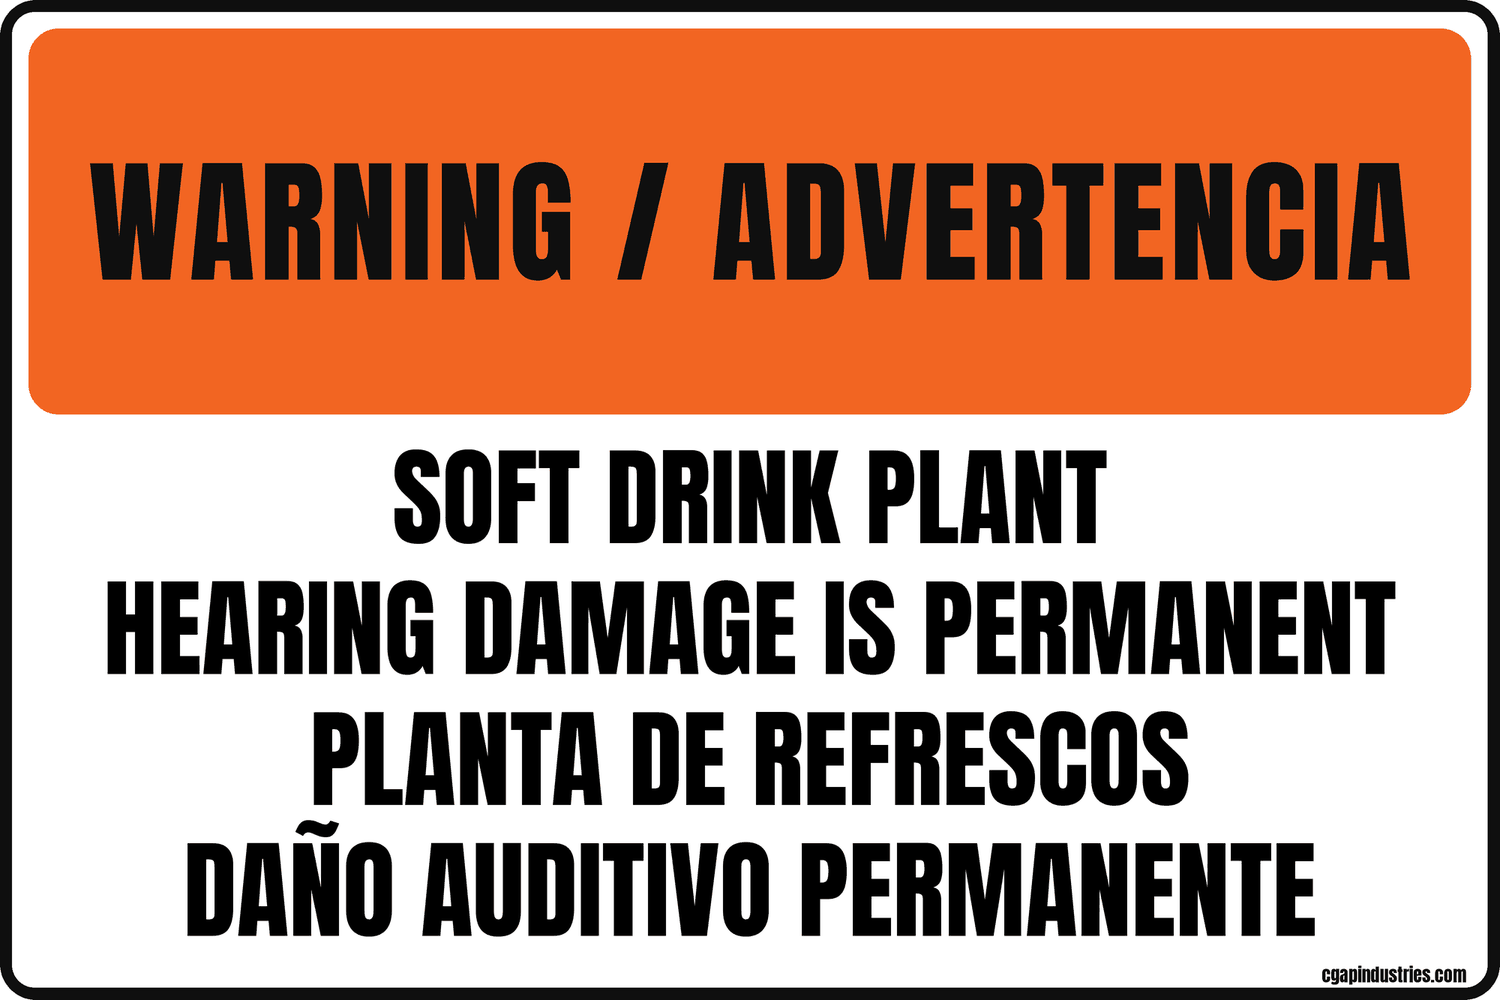 WARNING / ADVERTENCIA
SOFT DRINK PLANT
HEARING DAMAGE IS PERMANENT
PLANTA DE REFRESCOS
DAÑO AUDITIVO PERMANENTE
cgapindustries.com